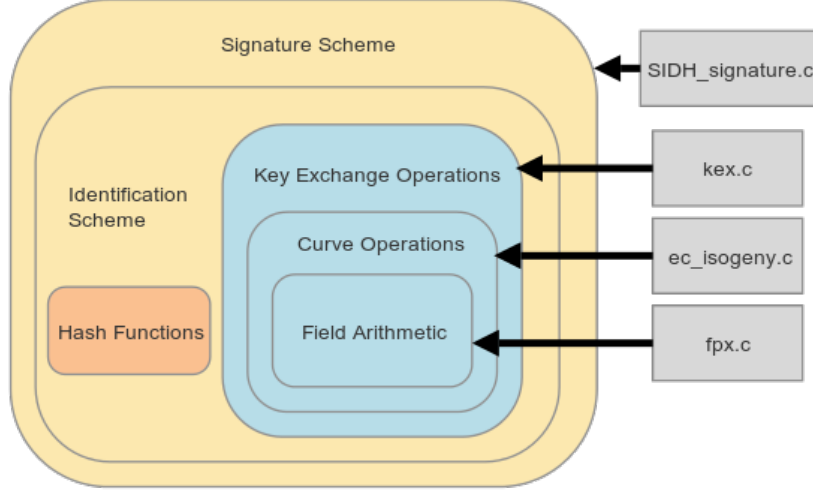 Signature Scheme
SIDH_signature.c
Key Exchange Operations
kex.c
Identification
Scheme
Curve Operations
ec_isogeny.c
Hash Functions
Field Arithmetic
fpx.c